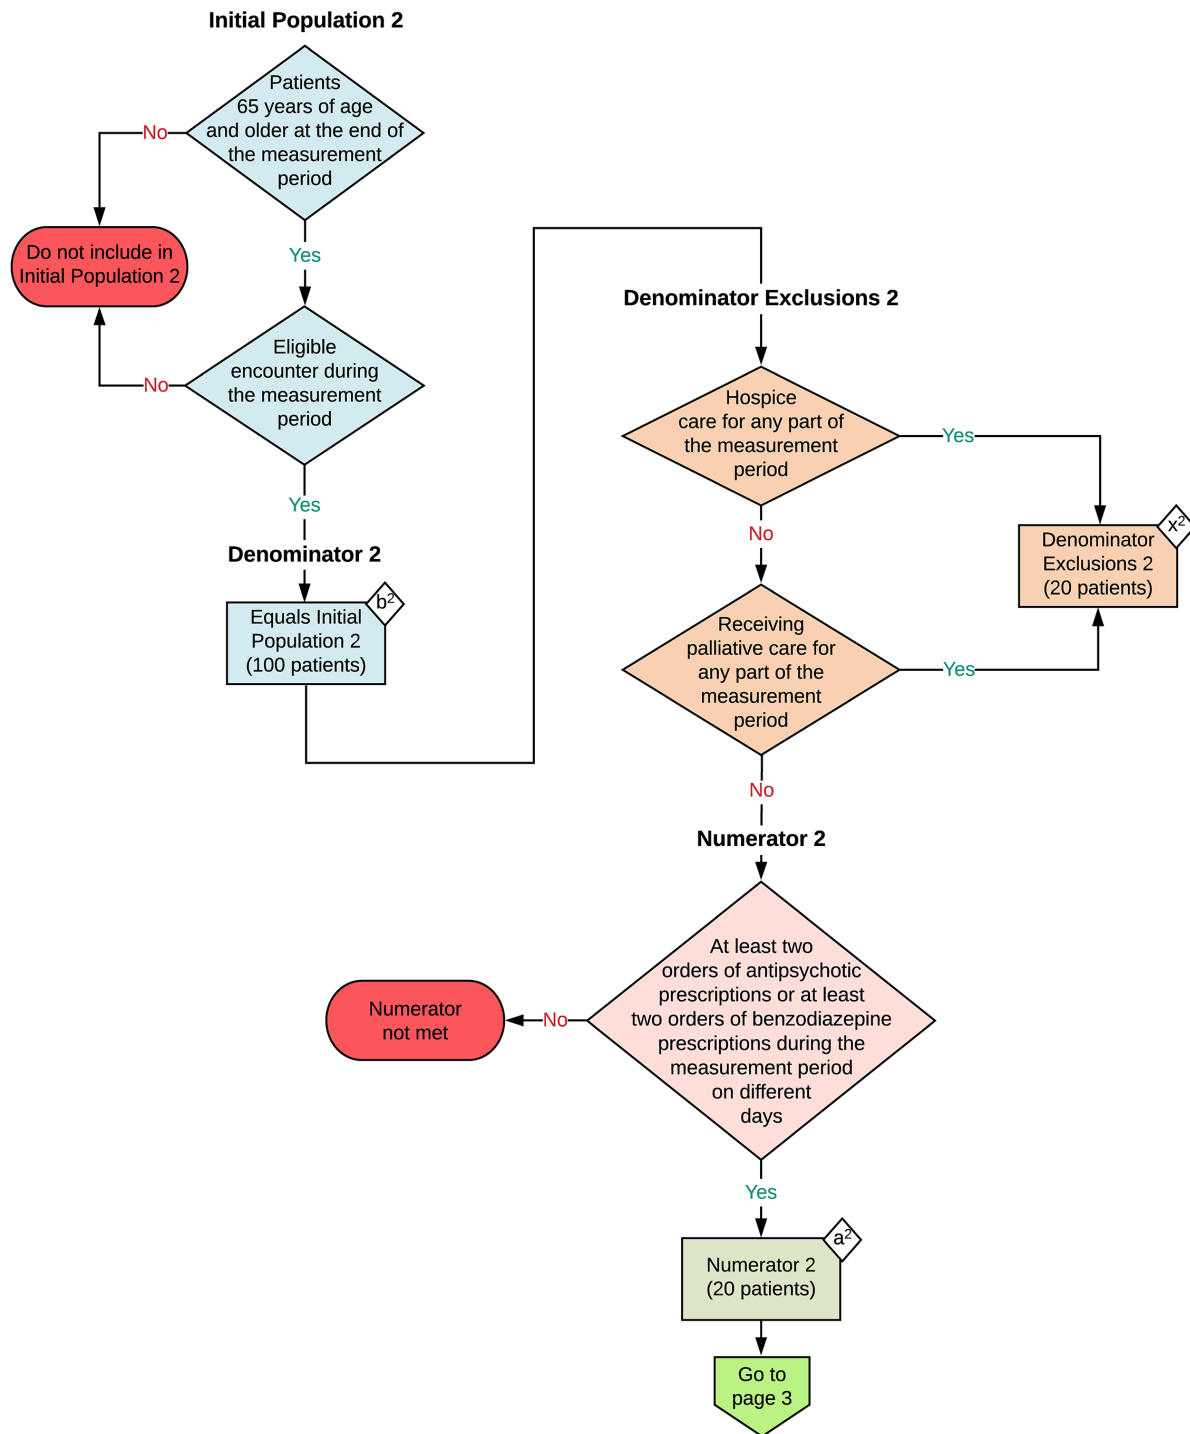 Initial Population 2
Patients
65 years of age
and older at the end of
the measurement
period
No
Do not include in
Initial Population 2
Yes
Eligible
encounter during
the measurement
period
No
Yes
Denominator 2
b²
Equals Initial
Population 2
(100 patients)
Denominator Exclusions 2
Hospice
care for any part of
the measurement
period
Yes
x²
Denominator
Exclusions 2
(20 patients)
No
Receiving
palliative care for
any part of the
measurement
period
Yes
No
Numerator 2
At least two
orders of antipsychotic
prescriptions or at least
two orders of benzodiazepine
prescriptions during the
measurement period
on different
days
No
Numerator
not met
Yes
a²
Numerator 2
(20 patients)
Go to
page 3